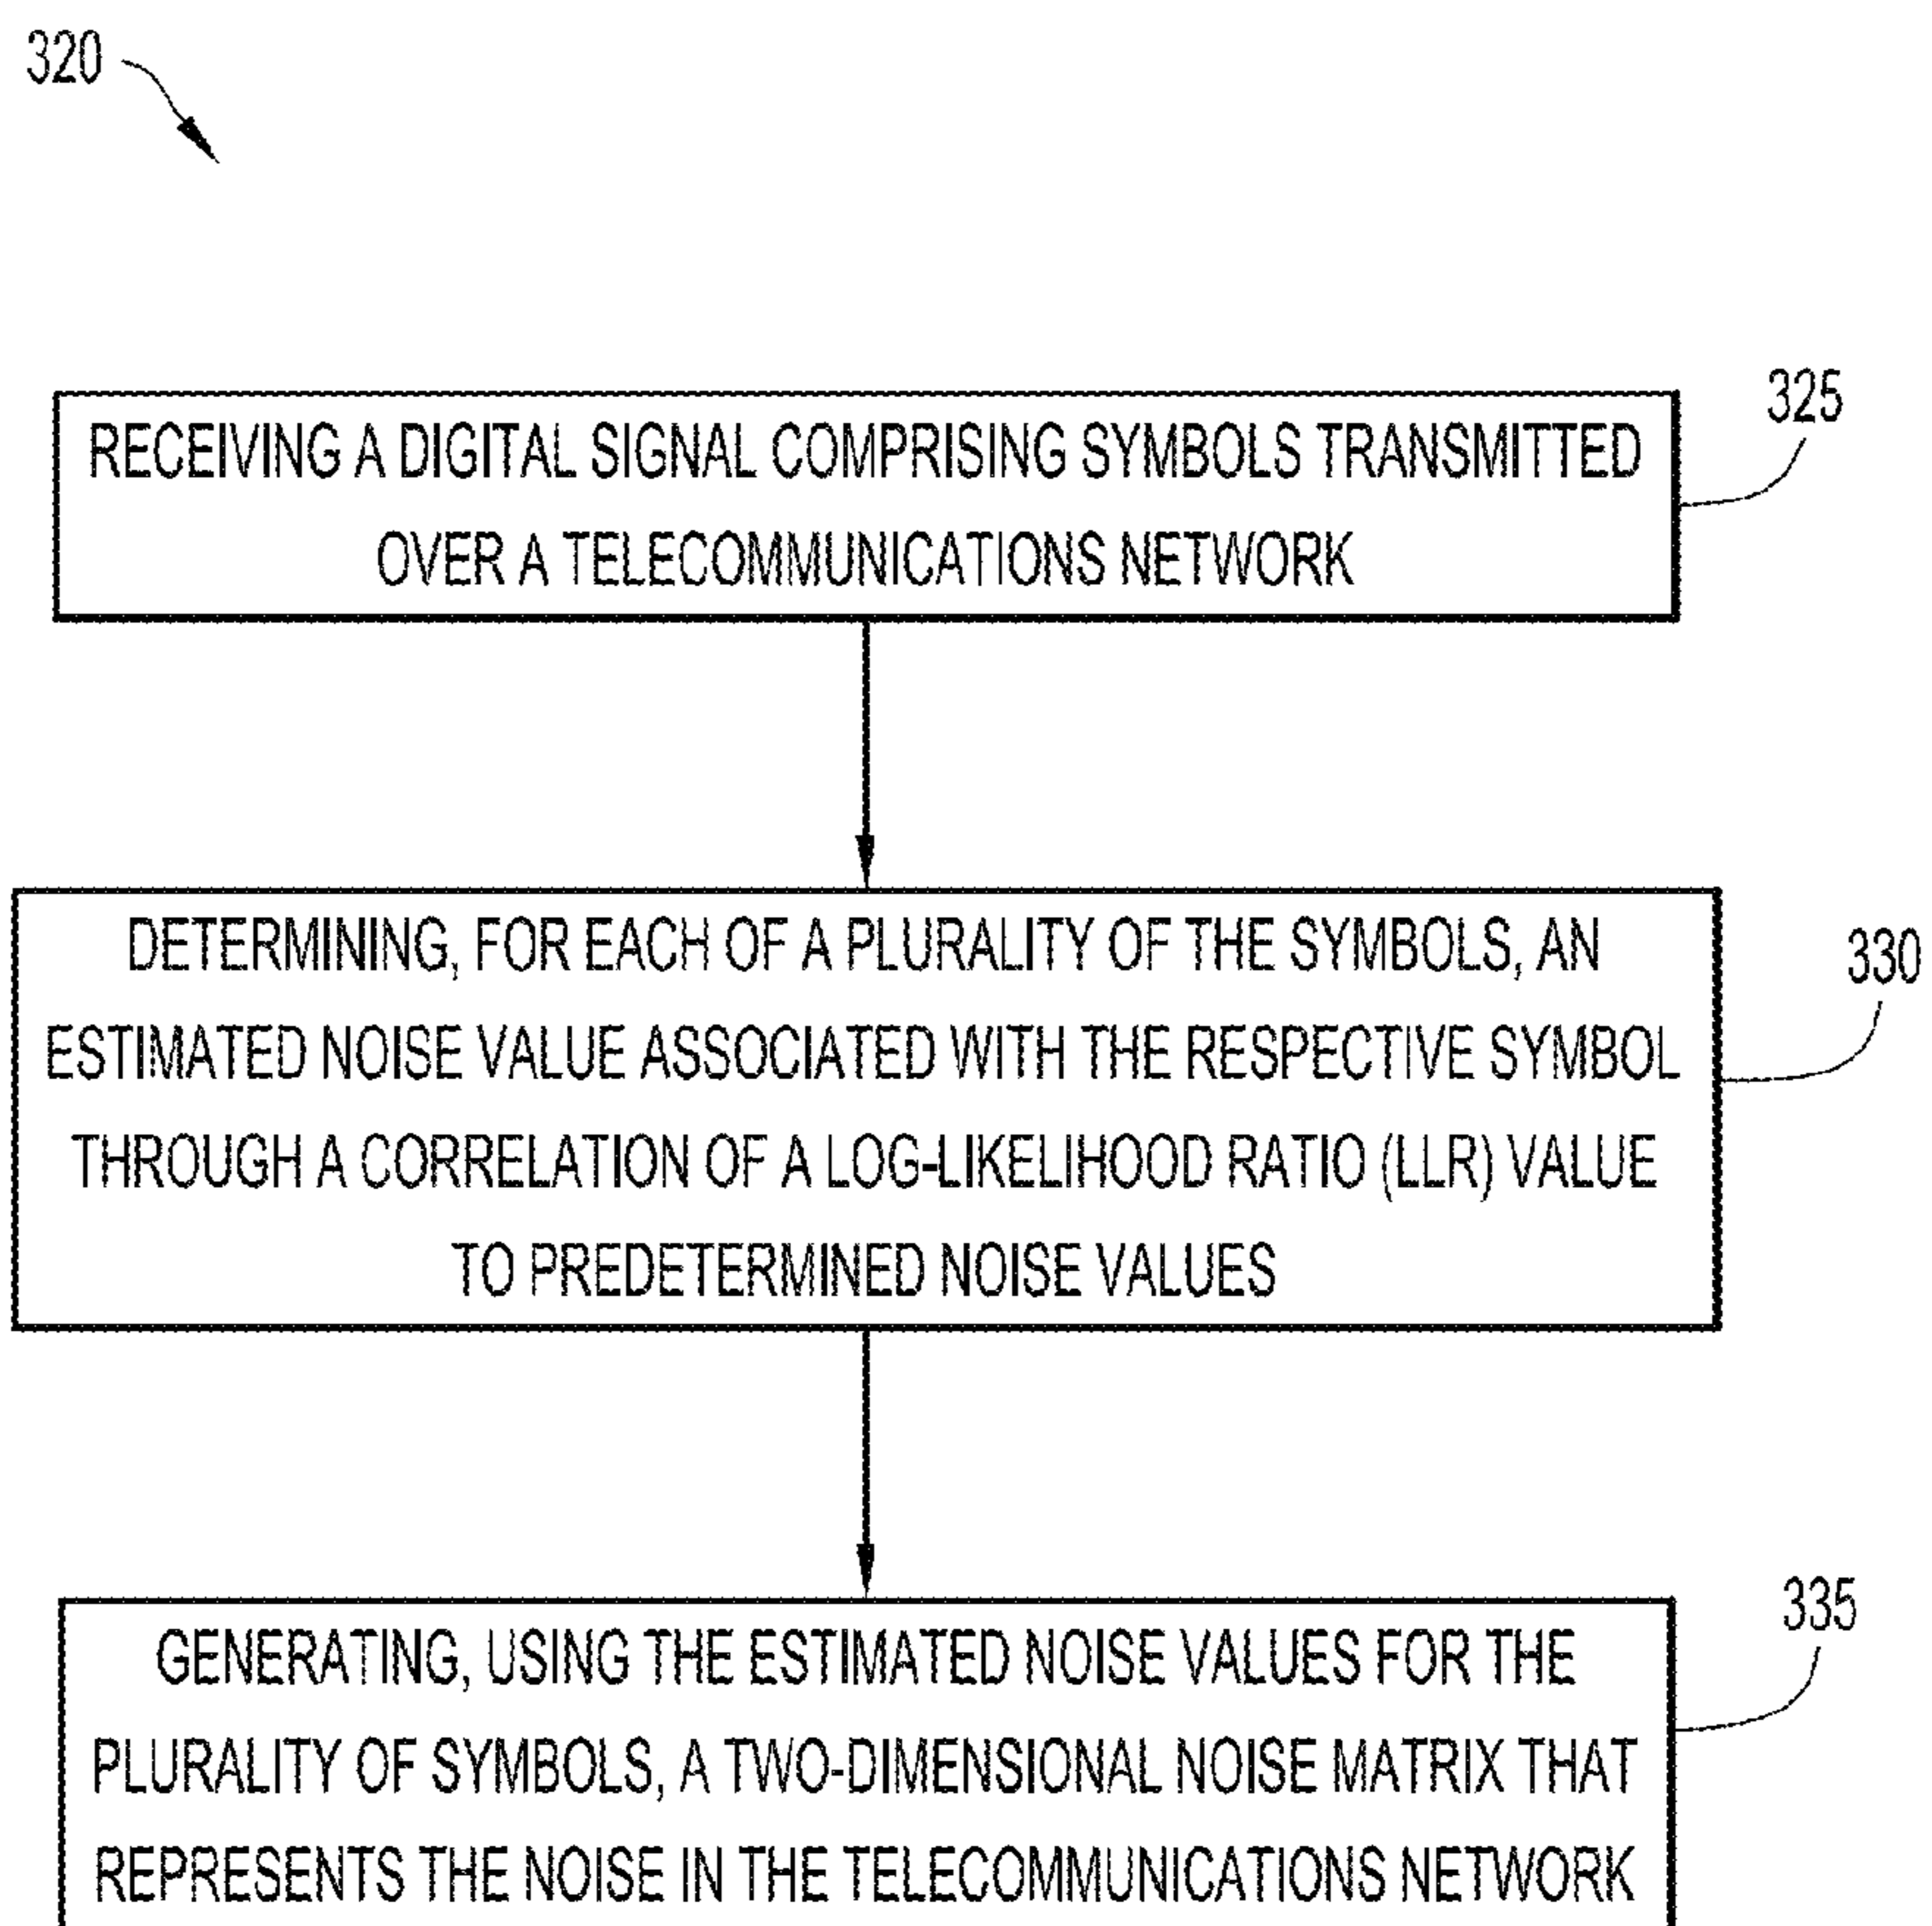 320
325
RECEIVING A DIGITAL SIGNAL COMPRISING SYMBOLS TRANSMITTED
OVER A TELECOMMUNICATIONS NETWORK
330
DETERMINING, FOR EACH OF A PLURALITY OF THE SYMBOLS, AN
ESTIMATED NOISE VALUE ASSOCIATED WITH THE RESPECTIVE SYMBOL
THROUGH A CORRELATION OF A LOG-LIKELIHOOD RATIO (LLR) VALUE
TO PREDETERMINED NOISE VALUES
335
GENERATING, USING THE ESTIMATED NOISE VALUES FOR THE
PLURALITY OF SYMBOLS, A TWO-DIMENSIONAL NOISE MATRIX THAT
REPRESENTS THE NOISE IN THE TELECOMMUNICATIONS NETWORK